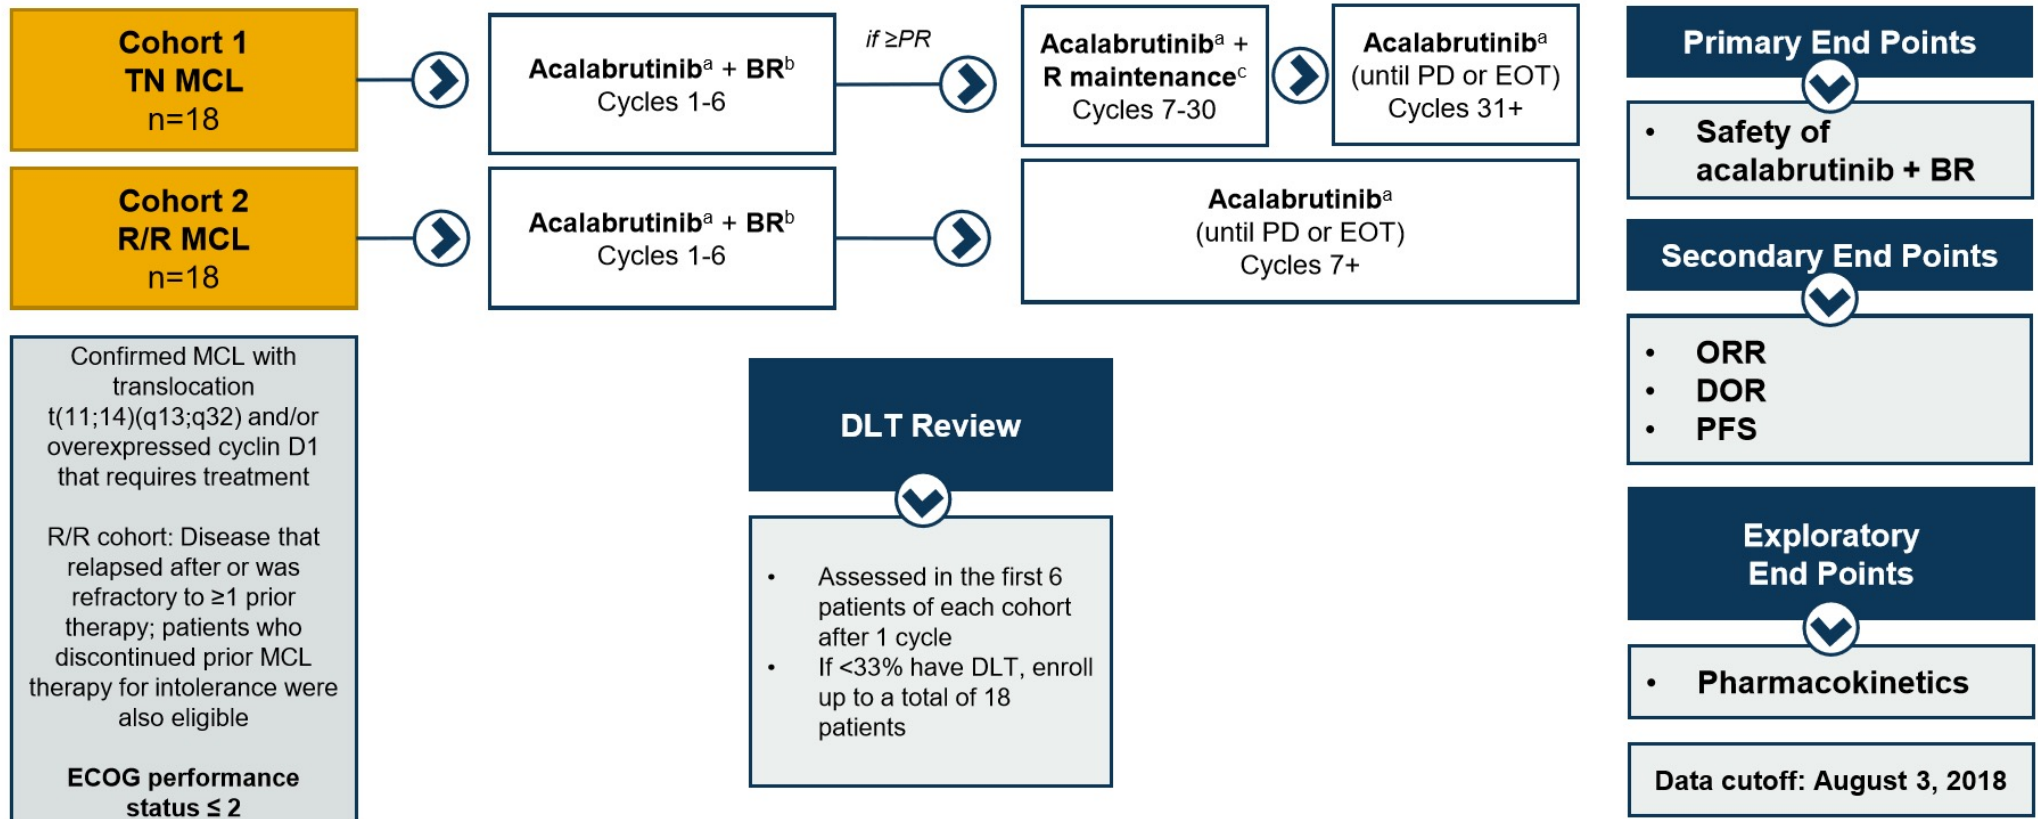 Cohort 1
TN MCL
n=18
Acalabrutinibᵃ + BRᵇ
Cycles 1-6
if ≥PR
Acalabrutinibᵃ +
R maintenanceᶜ
Cycles 7-30
Acalabrutinibᵃ
(until PD or EOT)
Cycles 31+
Cohort 2
R/R MCL
n=18
Acalabrutinibᵃ + BRᵇ
Cycles 1-6
Acalabrutinibᵃ
(until PD or EOT)
Cycles 7+
Confirmed MCL with
translocation
t(11;14)(q13;q32) and/or
overexpressed cyclin D1
that requires treatment
R/R cohort: Disease that
relapsed after or was
refractory to ≥1 prior
therapy; patients who
discontinued prior MCL
therapy for intolerance were
also eligible
ECOG performance
status ≤ 2
DLT Review
• Assessed in the first 6
patients of each cohort
after 1 cycle
• If <33% have DLT, enroll
up to a total of 18
patients
Primary End Points
• Safety of
acalabrutinib + BR
Secondary End Points
• ORR
• DOR
• PFS
Exploratory
End Points
• Pharmacokinetics
Data cutoff: August 3, 2018